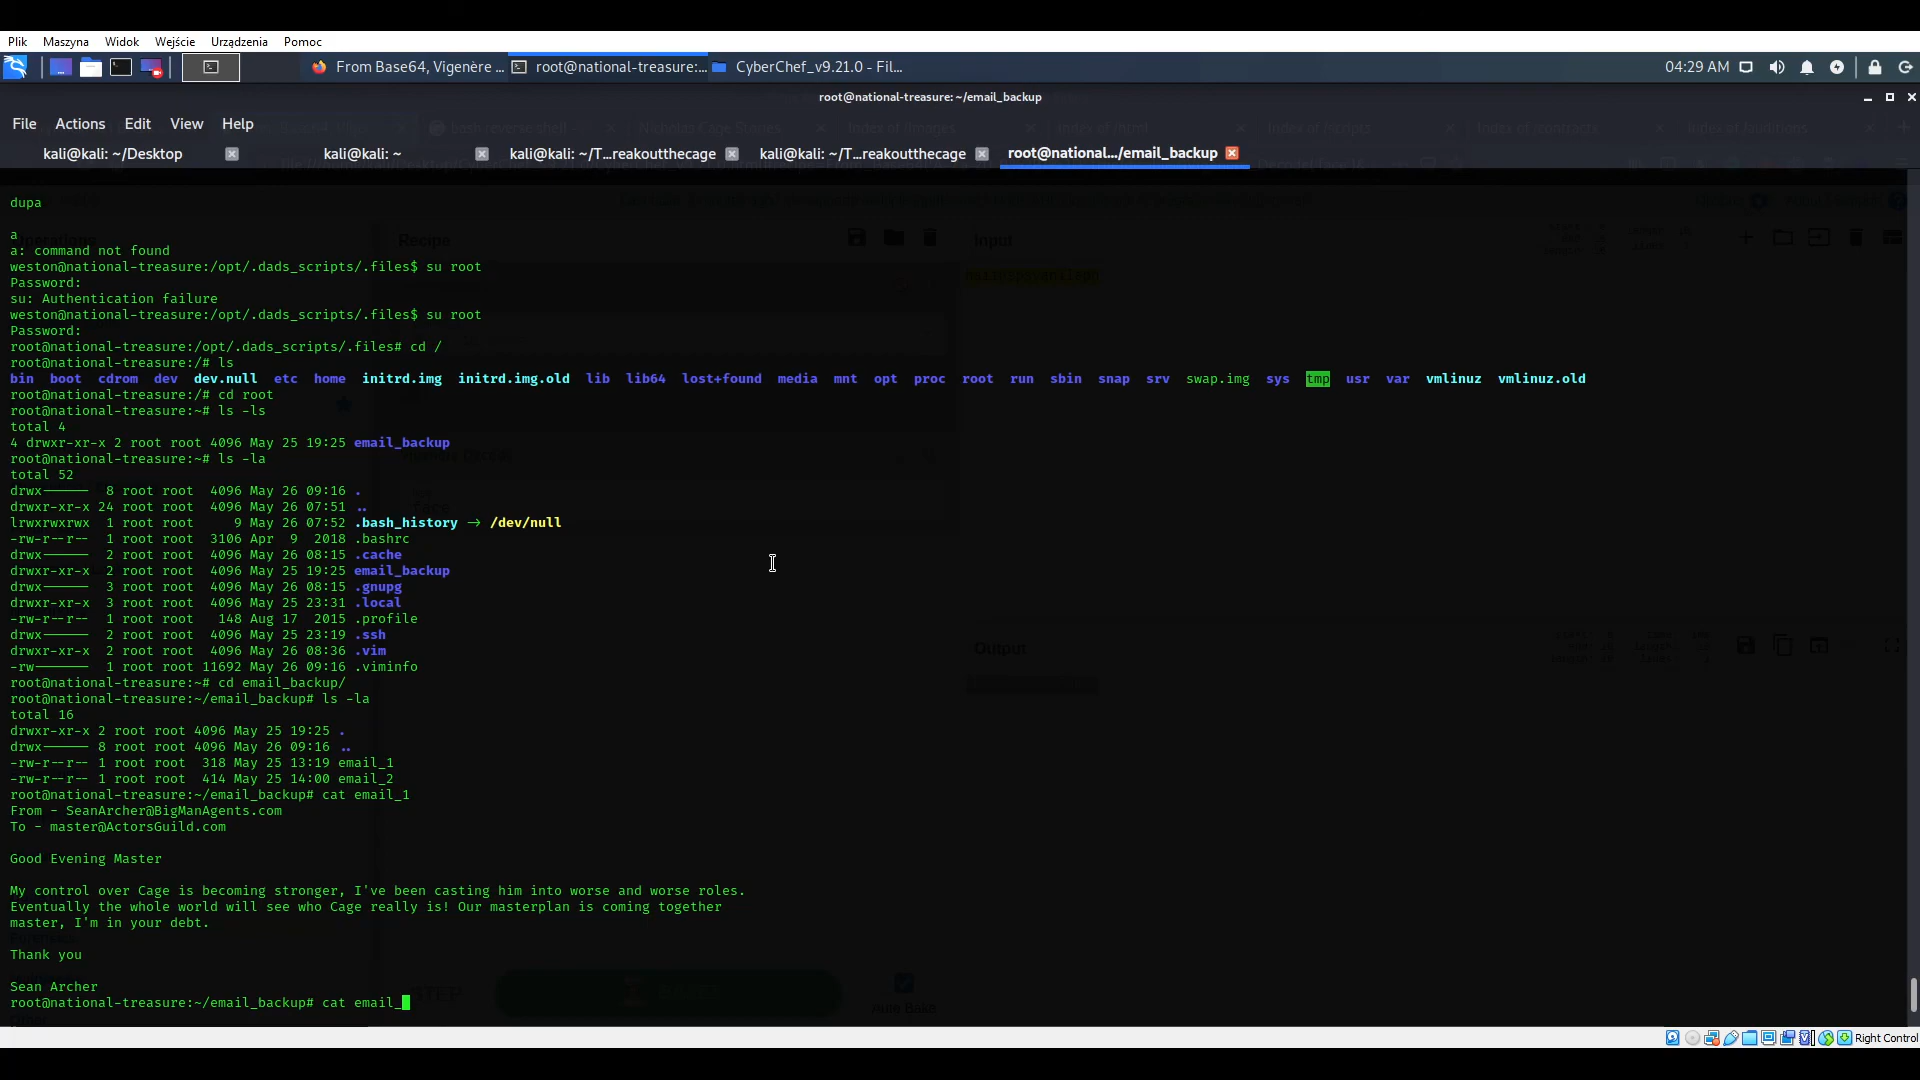 Plik Maszyna Widok Wejście Urządzenia Pomoc
From Base64, Vigenère ... root@national-treasure:... CyberChef_v9.21.0 - Fil... 04:29 AM
root@national-treasure: ~/email_backup
File Actions Edit View Help
kali@kali: ~/Desktop kali@kali: ~ kali@kali: ~/T...reakoutthecage kali@kali: ~/T...reakoutthecage root@national.../email_backup
dupa
a
a: command not found
weston@national-treasure:/opt/.dads_scripts/.files$ su root
Password:
su: Authentication failure
weston@national-treasure:/opt/.dads_scripts/.files$ su root
Password:
root@national-treasure:/opt/.dads_scripts/.files# cd /
root@national-treasure:/# ls
bin boot cdrom dev dev.null etc home initrd.img initrd.img.old lib lib64 lost+found media mnt opt proc root run sbin snap srv swap.img sys tmp usr var vmlinuz vmlinuz.old
root@national-treasure:/# cd root
root@national-treasure:~# ls -ls
total 4
4 drwxr-xr-x 2 root root 4096 May 25 19:25 email_backup
root@national-treasure:~# ls -la
total 52
drwx------ 8 root root 4096 May 26 09:16 .
drwxr-xr-x 24 root root 4096 May 26 07:51 ..
lrwxrwxrwx 1 root root 9 May 26 07:52 .bash_history -> /dev/null
-rw-r--r-- 1 root root 3106 Apr 9 2018 .bashrc
drwx------ 2 root root 4096 May 26 08:15 .cache
drwxr-xr-x 2 root root 4096 May 25 19:25 email_backup
drwx------ 3 root root 4096 May 26 08:15 .gnupg
drwxr-xr-x 3 root root 4096 May 25 23:31 .local
-rw-r--r-- 1 root root 148 Aug 17 2015 .profile
drwx------ 2 root root 4096 May 25 23:19 .ssh
drwxr-xr-x 2 root root 4096 May 26 08:36 .vim
-rw------- 1 root root 11692 May 26 09:16 .viminfo
root@national-treasure:~# cd email_backup/
root@national-treasure:~/email_backup# ls -la
total 16
drwxr-xr-x 2 root root 4096 May 25 19:25 .
drwx------ 8 root root 4096 May 26 09:16 ..
-rw-r--r-- 1 root root 318 May 25 13:19 email_1
-rw-r--r-- 1 root root 414 May 25 14:00 email_2
root@national-treasure:~/email_backup# cat email_1
From - SeanArcher@BigManAgents.com
To - master@ActorsGuild.com
Good Evening Master
My control over Cage is becoming stronger, I've been casting him into worse and worse roles.
Eventually the whole world will see who Cage really is! Our masterplan is coming together
master, I'm in your debt.
Thank you
Sean Archer
root@national-treasure:~/email_backup# cat email_
Recipe
Input
Output
STEP
Auto Bake
Right Control